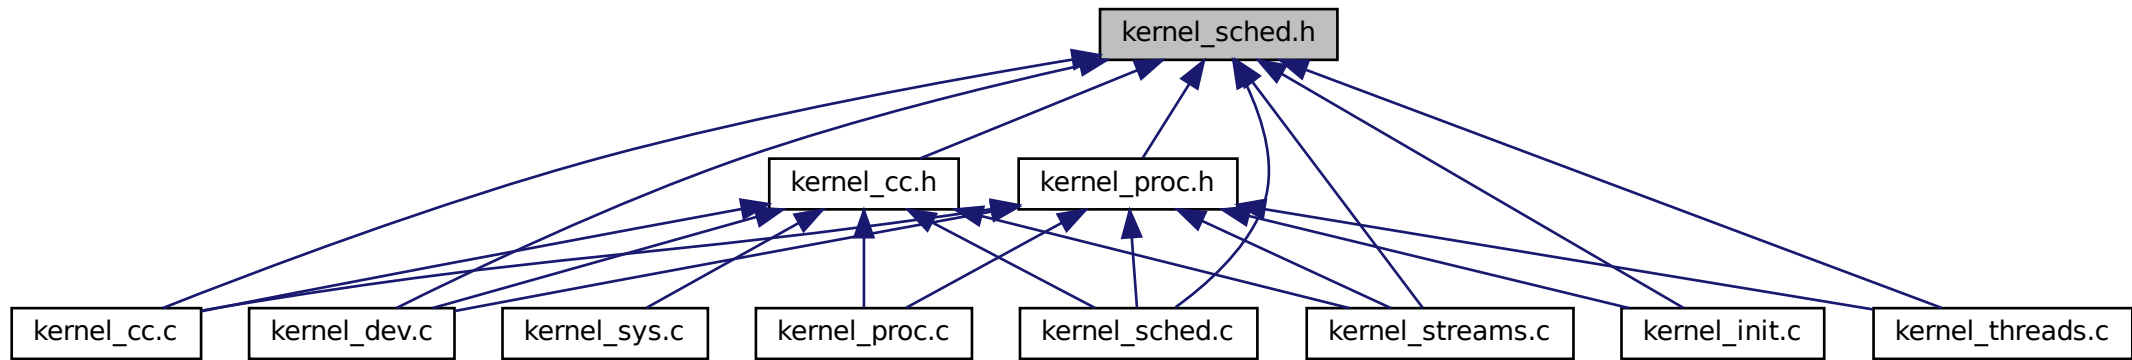 kernel_sched.h
kernel_cc.h
kernel_proc.h
kernel_cc.c
kernel_dev.c
kernel_sys.c
kernel_proc.c
kernel_sched.c
kernel_streams.c
kernel_init.c
kernel_threads.c